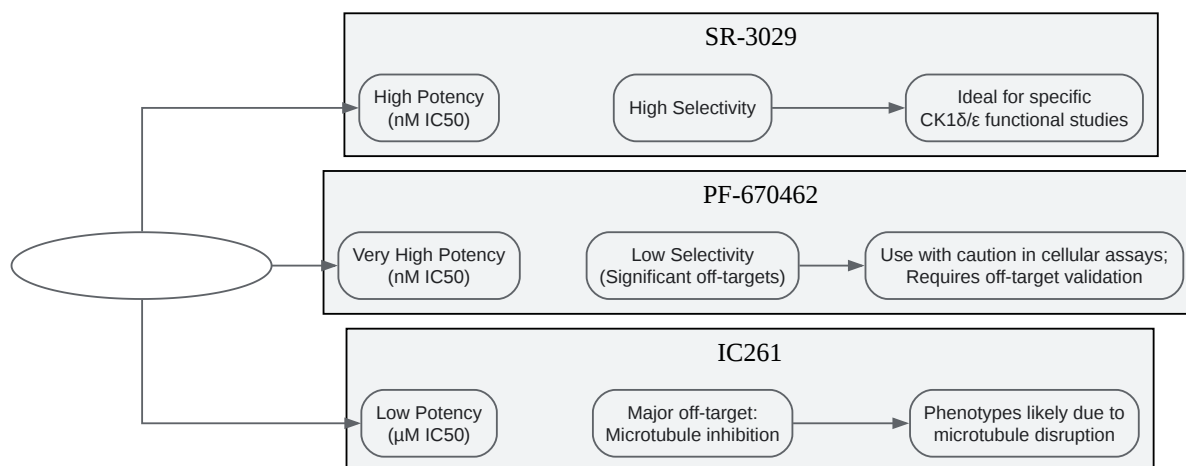 SR-3029
High Potency
(nM IC50)
High Selectivity
Ideal for specific
CK1δ/ε functional studies
PF-670462
Very High Potency
(nM IC50)
Low Selectivity
(Significant off-targets)
Use with caution in cellular assays;
Requires off-target validation
IC261
Low Potency
(µM IC50)
Major off-target:
Microtubule inhibition
Phenotypes likely due to
microtubule disruption